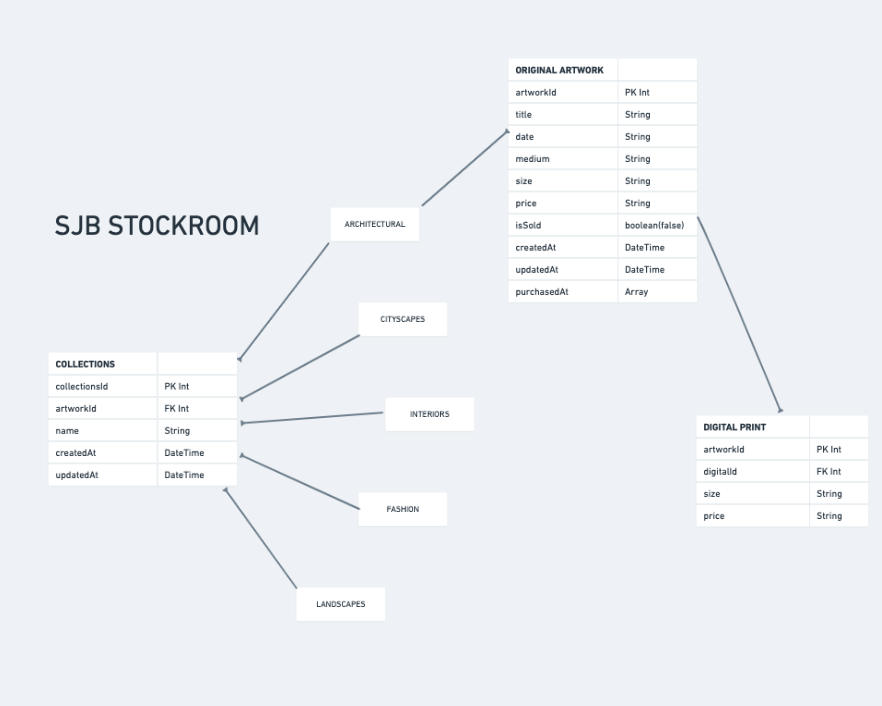 SJB STOCKROOM
ORIGINAL ARTWORK
artworkId PK Int
title String
date String
medium String
size String
price String
isSold boolean(false)
createdAt DateTime
updatedAt DateTime
purchasedAt Array
ARCHITECTURAL
CITYSCAPES
INTERIORS
FASHION
LANDSCAPES
COLLECTIONS
collectionsId PK Int
artworkId FK Int
name String
createdAt DateTime
updatedAt DateTime
DIGITAL PRINT
artworkId PK Int
digitalId FK Int
size String
price String